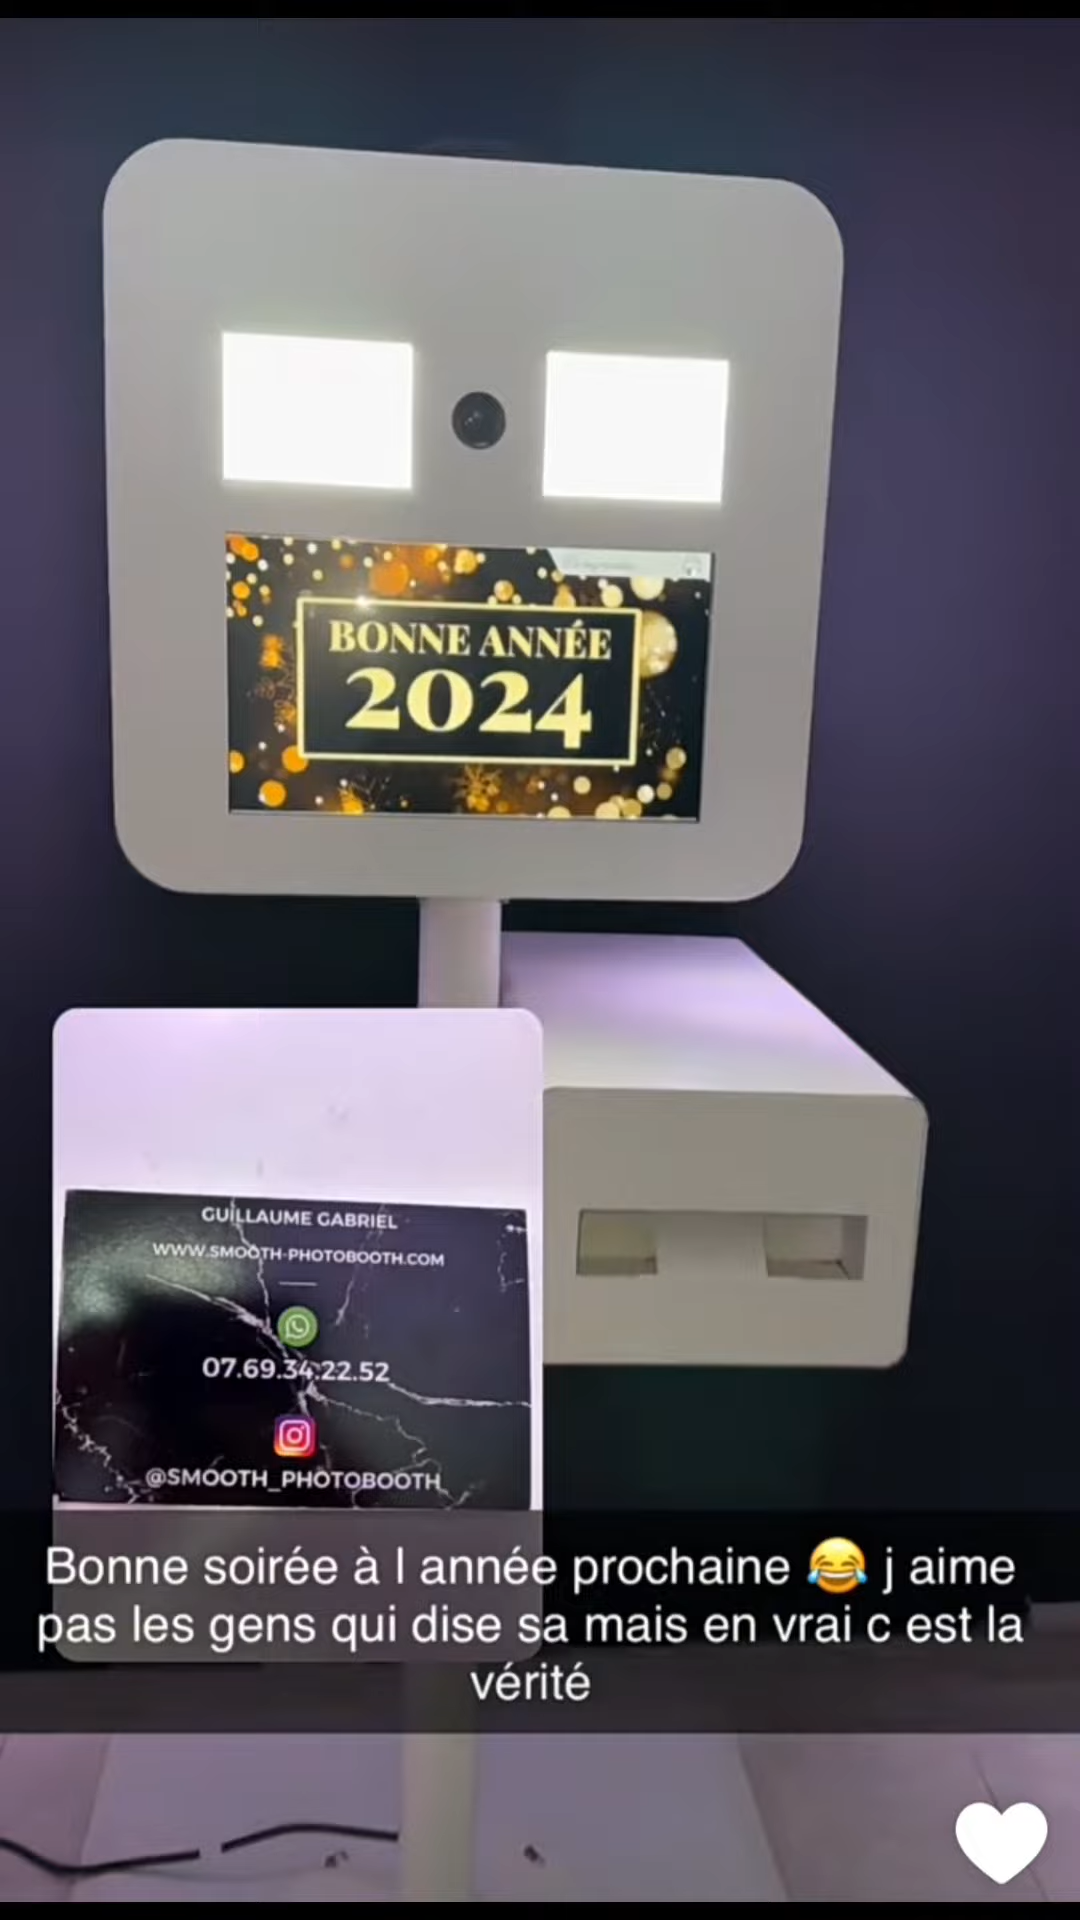 BONNE ANNÉE
2024
GUILLAUME GABRIEL
WWW.SMOOTH-PHOTOBOOTH.COM
07.69.34.22.52
@SMOOTH_PHOTOBOOTH
Bonne soirée à l année prochaine 😂 j aime
pas les gens qui dise sa mais en vrai c est la
vérité